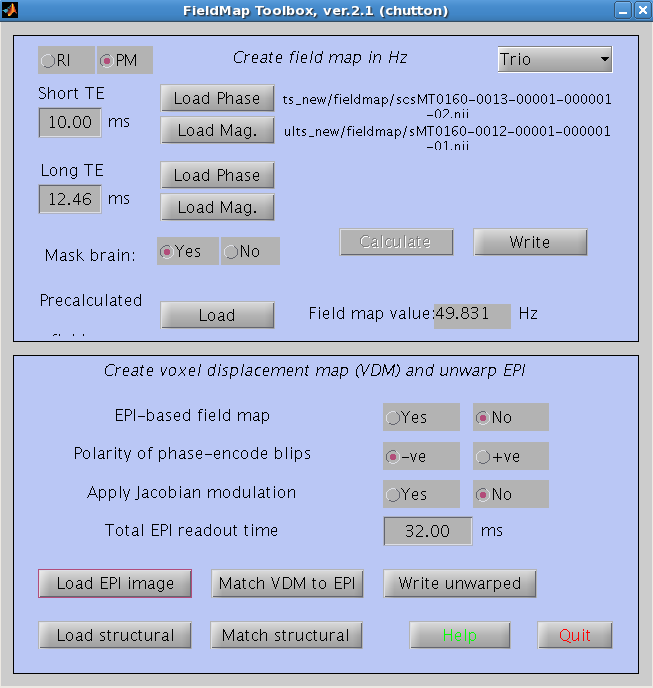 FieldMap Toolbox, ver.2.1 (chutton)
RI PM Create field map in Hz Trio
Short TE Load Phase ts_new/fieldmap/scsMT0160-0013-00001-000001
-02.nii
10.00 ms Load Mag. ults_new/fieldmap/sMT0160-0012-00001-000001
-01.nii
Long TE Load Phase
12.46 ms Load Mag.
Mask brain: Yes No Calculate Write
Precalculated Load Field map value: 49.831 Hz
Create voxel displacement map (VDM) and unwarp EPI
EPI-based field map Yes No
Polarity of phase-encode blips -ve +ve
Apply Jacobian modulation Yes No
Total EPI readout time 32.00 ms
Load EPI image Match VDM to EPI Write unwarped
Load structural Match structural Help Quit